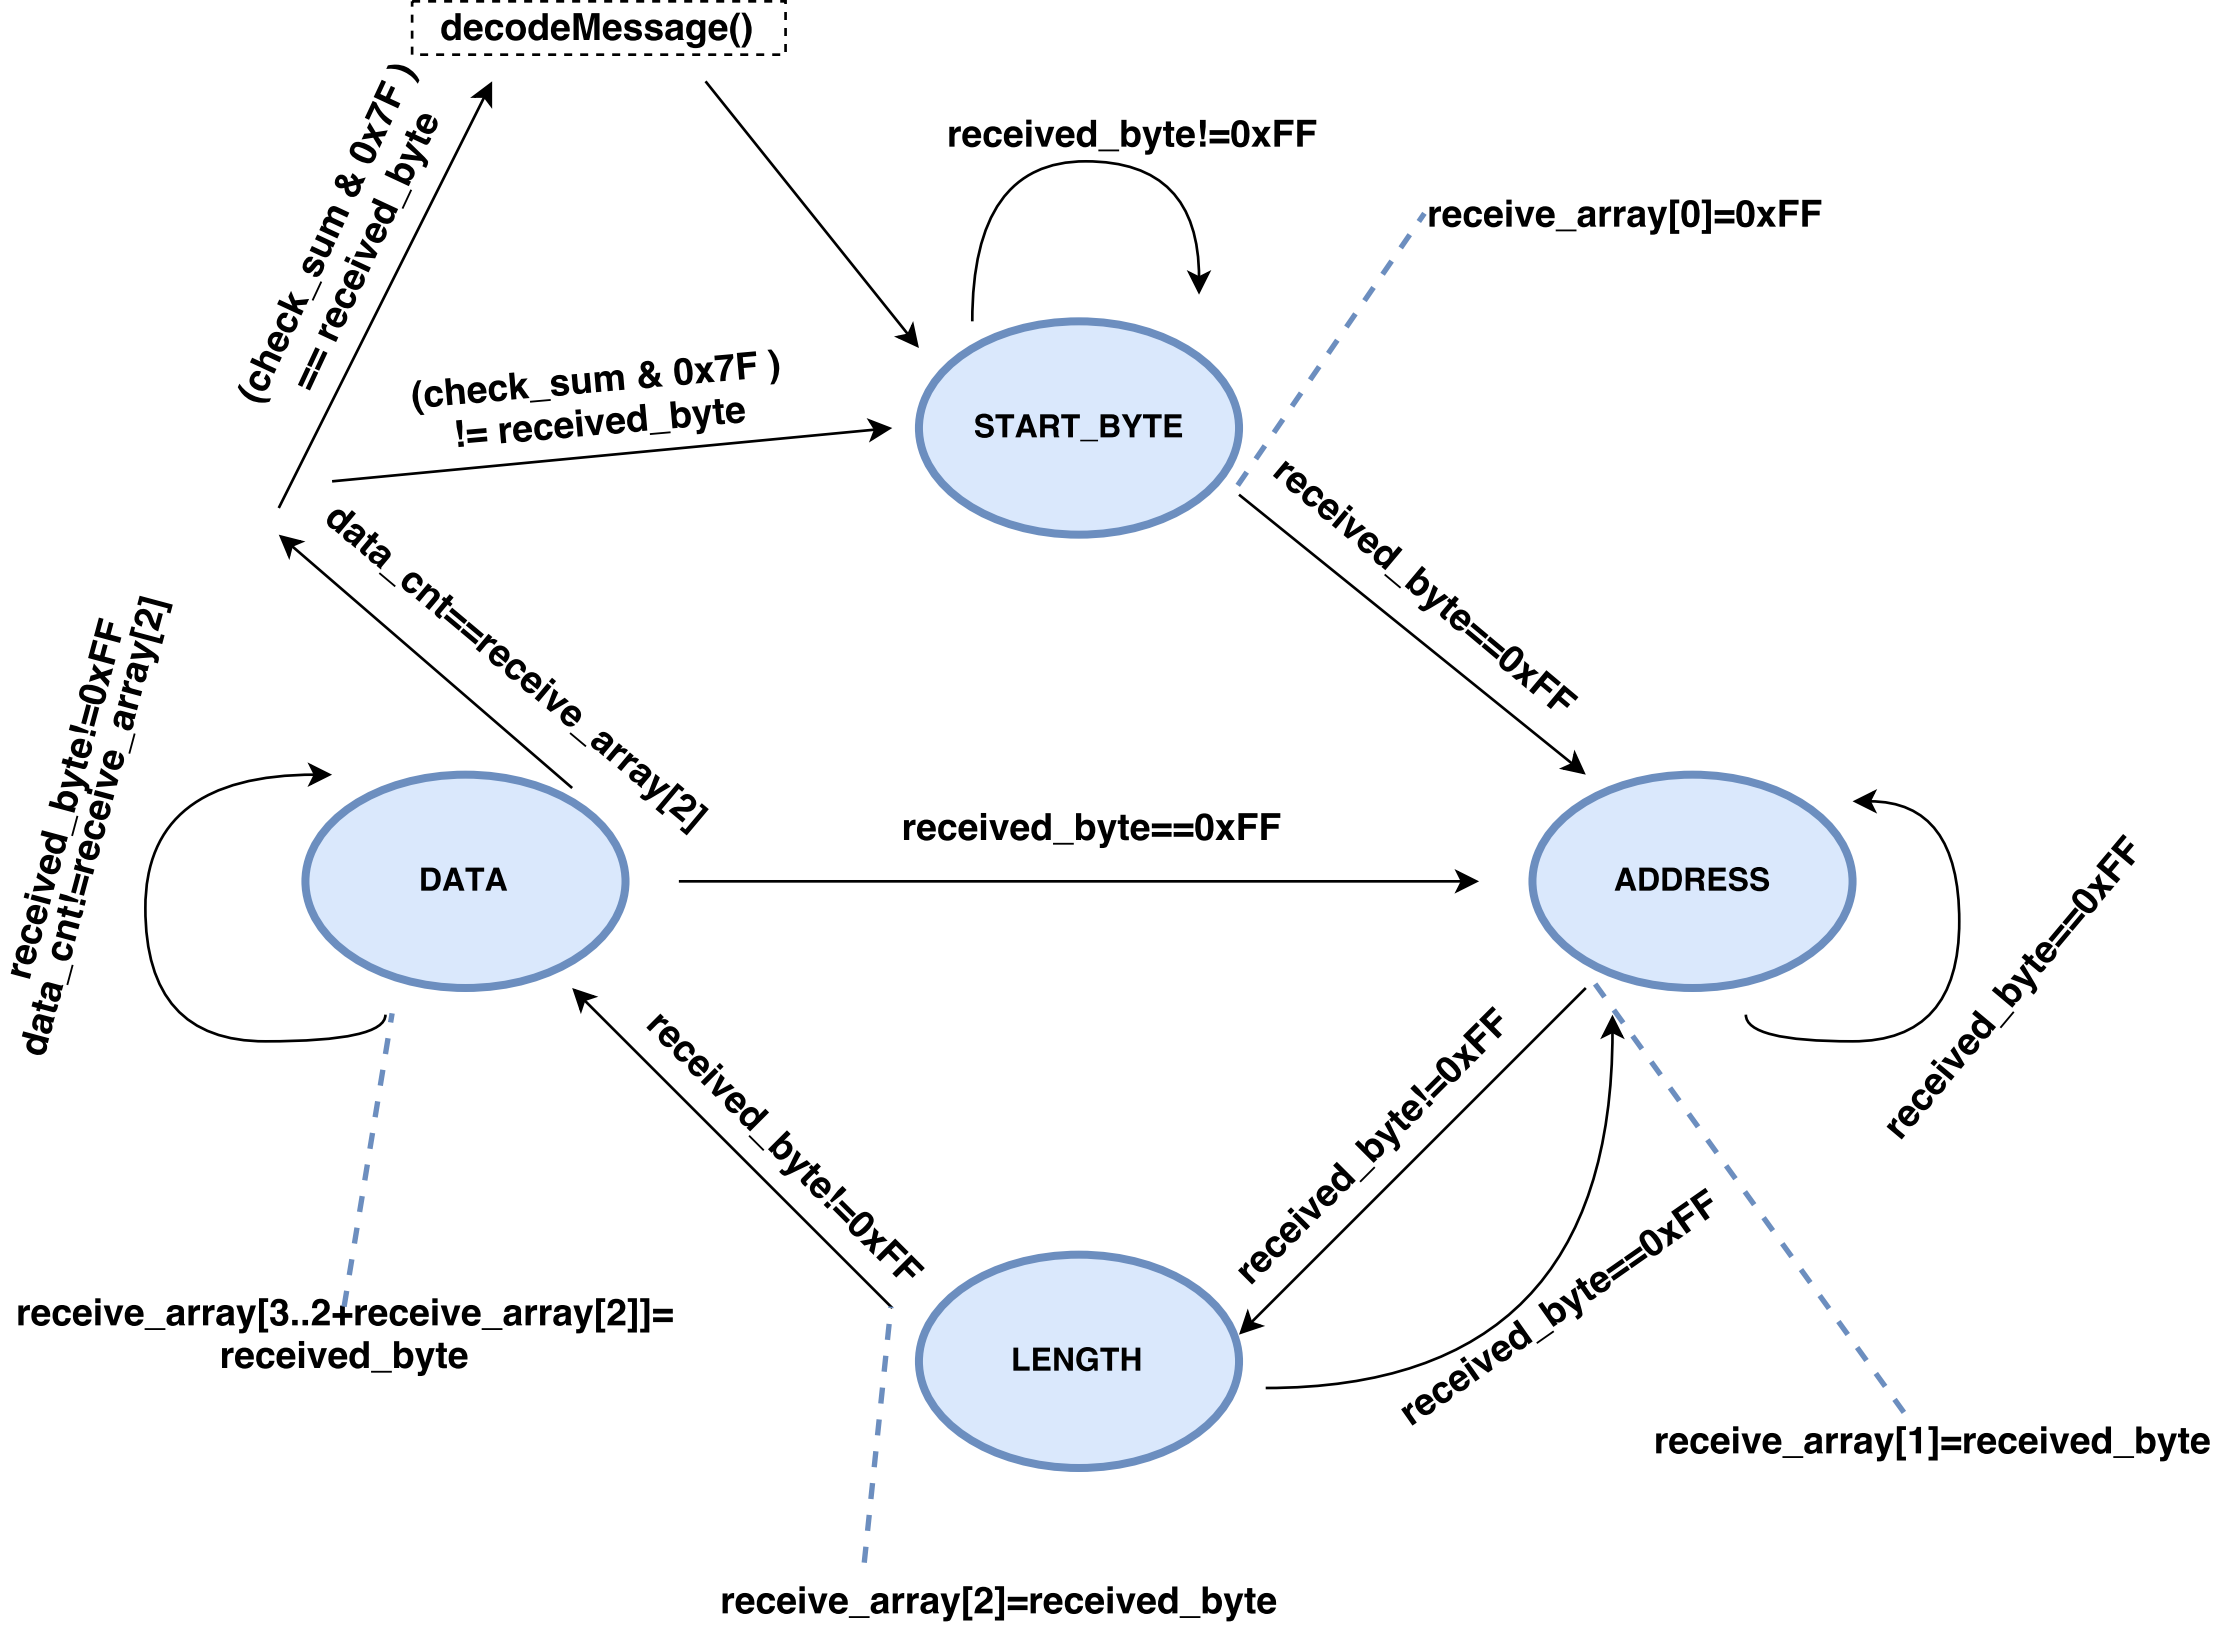 decodeMessage()
(check_sum & 0x7F )
== received_byte
received_byte!=0xFF
receive_array[0]=0xFF
(check_sum & 0x7F )
!= received_byte
START_BYTE
received_byte==0xFF
data_cnt==receive_array[2]
received_byte!=0xFF
data_cnt!=receive_array[2]
received_byte==0xFF
DATA
ADDRESS
received_byte==0xFF
received_byte!=0xFF
received_byte!=0xFF
received_byte==0xFF
receive_array[3..2+receive_array[2]]=
received_byte
LENGTH
receive_array[1]=received_byte
receive_array[2]=received_byte